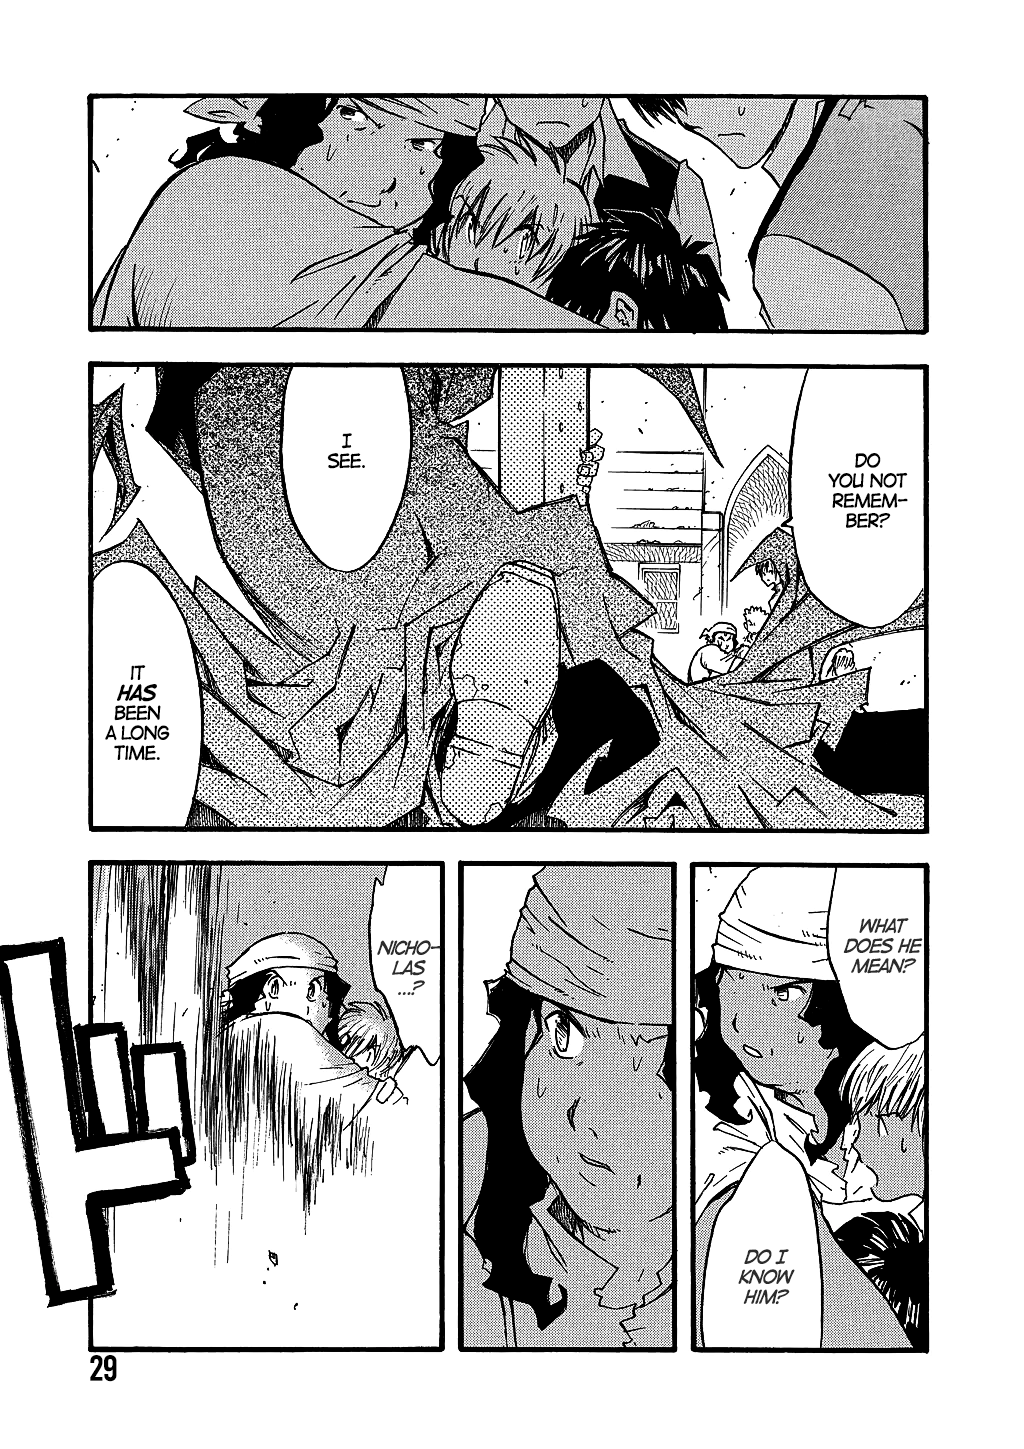 DO
YOU NOT
REMEM-
BER?
I
SEE.
IT
HAS
BEEN
A LONG
TIME.
WHAT
DOES HE
MEAN?
DO I
KNOW
HIM?
NICHO-
LAS
....?
ド
29